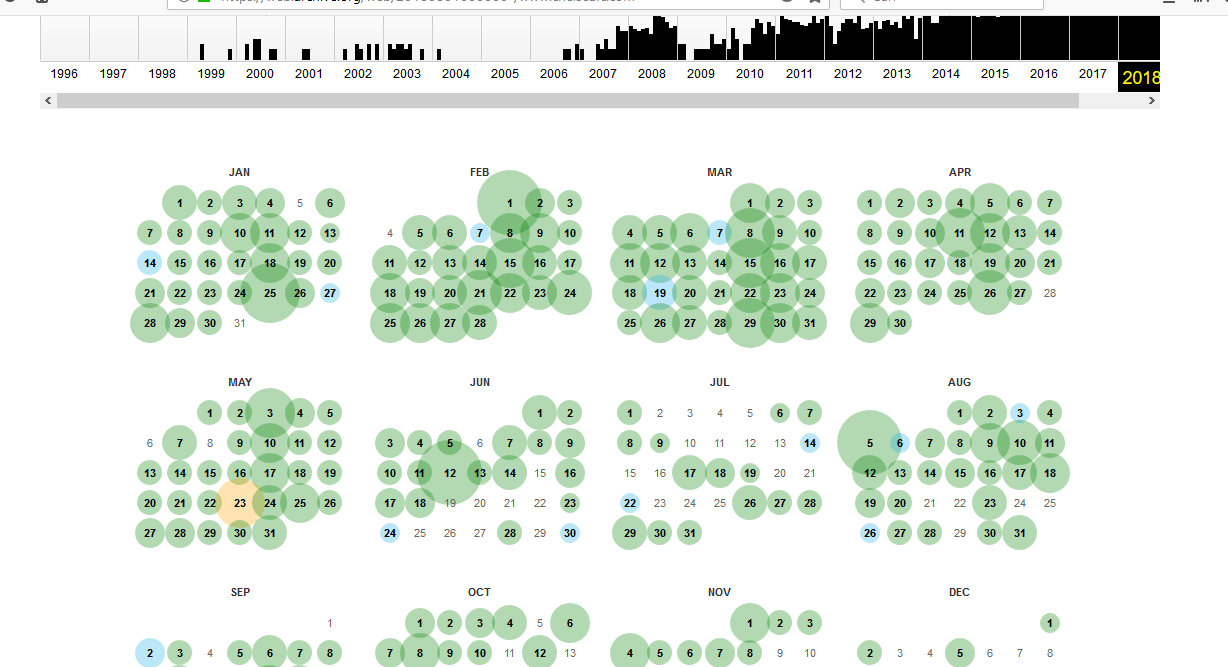 1996 1997 1998 1999 2000 2001 2002 2003 2004 2005 2006 2007 2008 2009 2010 2011 2012 2013 2014 2015 2016 2017 2018
JAN FEB MAR APR
1 2 3 4 5 6 1 2 3 1 2 3 1 2 3 4 5 6 7
7 8 9 10 11 12 13 4 5 6 7 8 9 10 4 5 6 7 8 9 10 8 9 10 11 12 13 14
14 15 16 17 18 19 20 11 12 13 14 15 16 17 11 12 13 14 15 16 17 15 16 17 18 19 20 21
21 22 23 24 25 26 27 18 19 20 21 22 23 24 18 19 20 21 22 23 24 22 23 24 25 26 27 28
28 29 30 31 25 26 27 28 25 26 27 28 29 30 31 29 30
MAY JUN JUL AUG
1 2 3 4 5 1 2 1 2 3 4 5 6 7 1 2 3 4
6 7 8 9 10 11 12 3 4 5 6 7 8 9 8 9 10 11 12 13 14 5 6 7 8 9 10 11
13 14 15 16 17 18 19 10 11 12 13 14 15 16 15 16 17 18 19 20 21 12 13 14 15 16 17 18
20 21 22 23 24 25 26 17 18 19 20 21 22 23 22 23 24 25 26 27 28 19 20 21 22 23 24 25
27 28 29 30 31 24 25 26 27 28 29 30 29 30 31 26 27 28 29 30 31
SEP OCT NOV DEC
1 1 2 3 4 5 6 1 2 3 1
2 3 4 5 6 7 8 7 8 9 10 11 12 13 4 5 6 7 8 9 10 2 3 4 5 6 7 8